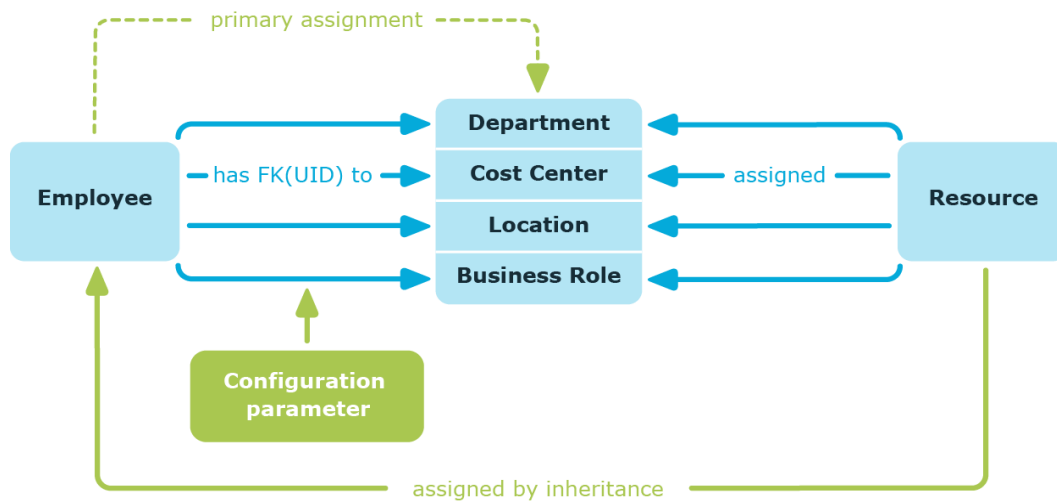 primary assignment
Department
Employee
has FK(UID) to
Cost Center
assigned
Resource
Location
Business Role
Configuration
parameter
assigned by inheritance